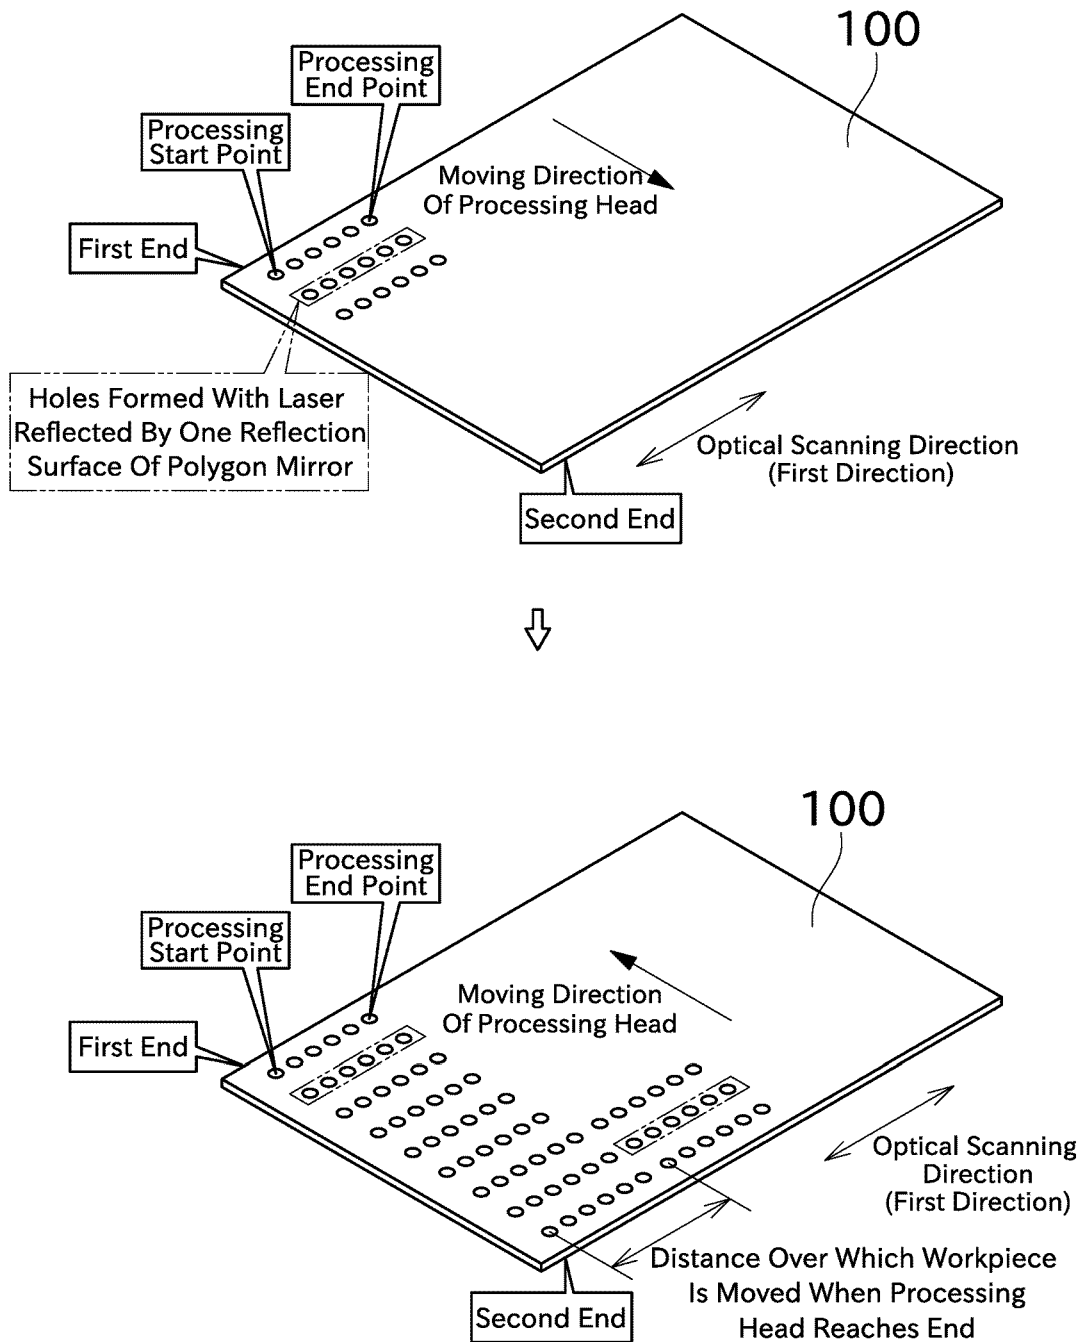 100
Processing
End Point
Processing
Start Point
Moving Direction
Of Processing Head
First End
Holes Formed With Laser
Reflected By One Reflection
Surface Of Polygon Mirror
Optical Scanning Direction
(First Direction)
Second End
100
Processing
End Point
Processing
Start Point
Moving Direction
Of Processing Head
First End
Optical Scanning
Direction
(First Direction)
Distance Over Which Workpiece
Is Moved When Processing
Head Reaches End
Second End